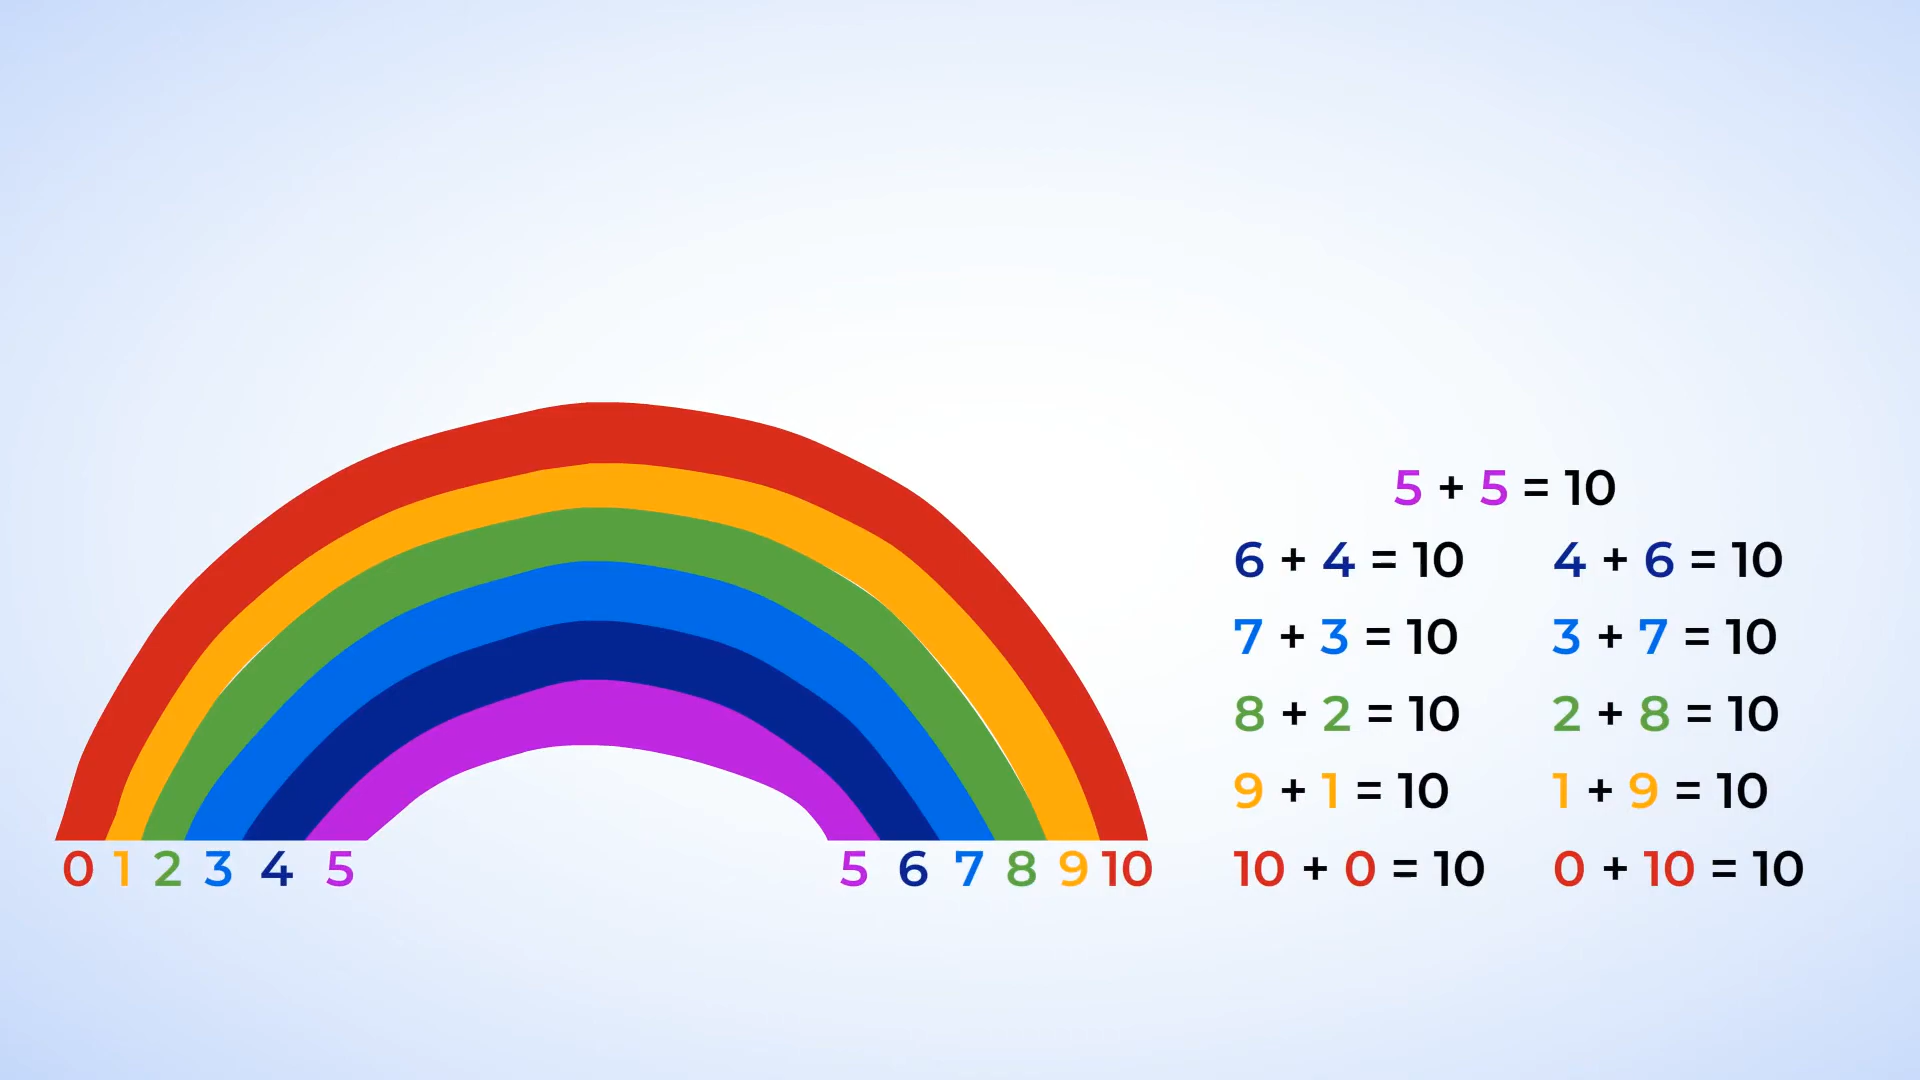 5 + 5 = 10
6 + 4 = 10 4 + 6 = 10
7 + 3 = 10 3 + 7 = 10
8 + 2 = 10 2 + 8 = 10
9 + 1 = 10 1 + 9 = 10
0 1 2 3 4 5 5 6 7 8 9 10 10 + 0 = 10 0 + 10 = 10